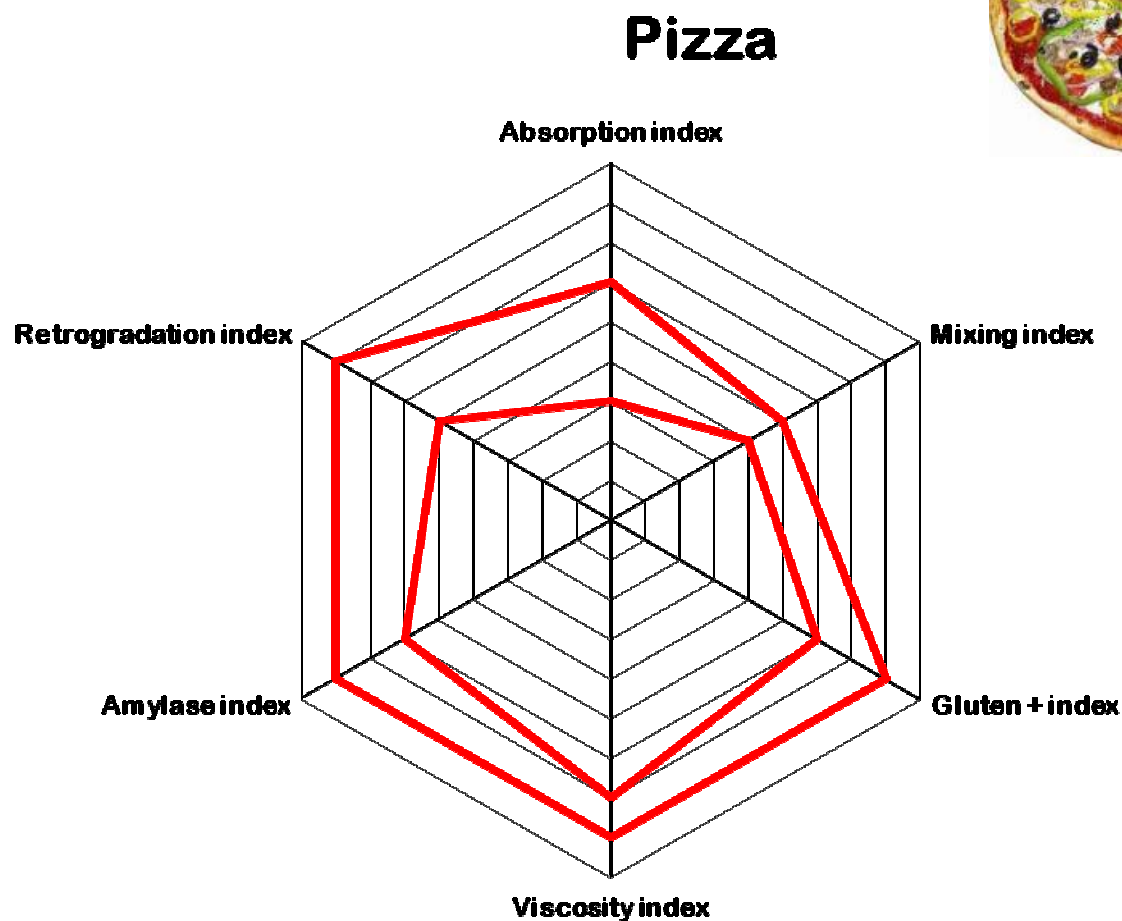 Pizza
Absorption index
Retrogradation index
Mixing index
Amylase index
Gluten + index
Viscosity index